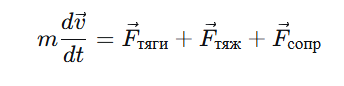 m dv⃗/dt = F⃗тяги + F⃗тяж + F⃗сопр